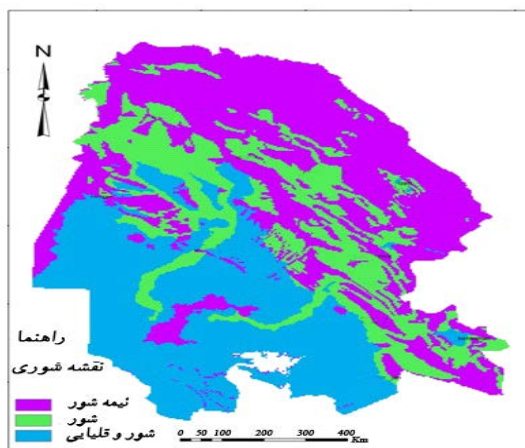 N
راهنما
نقشه شوری
نیمه شور
شور
شور و قلیایی
0 50 100 200 300 400
Km